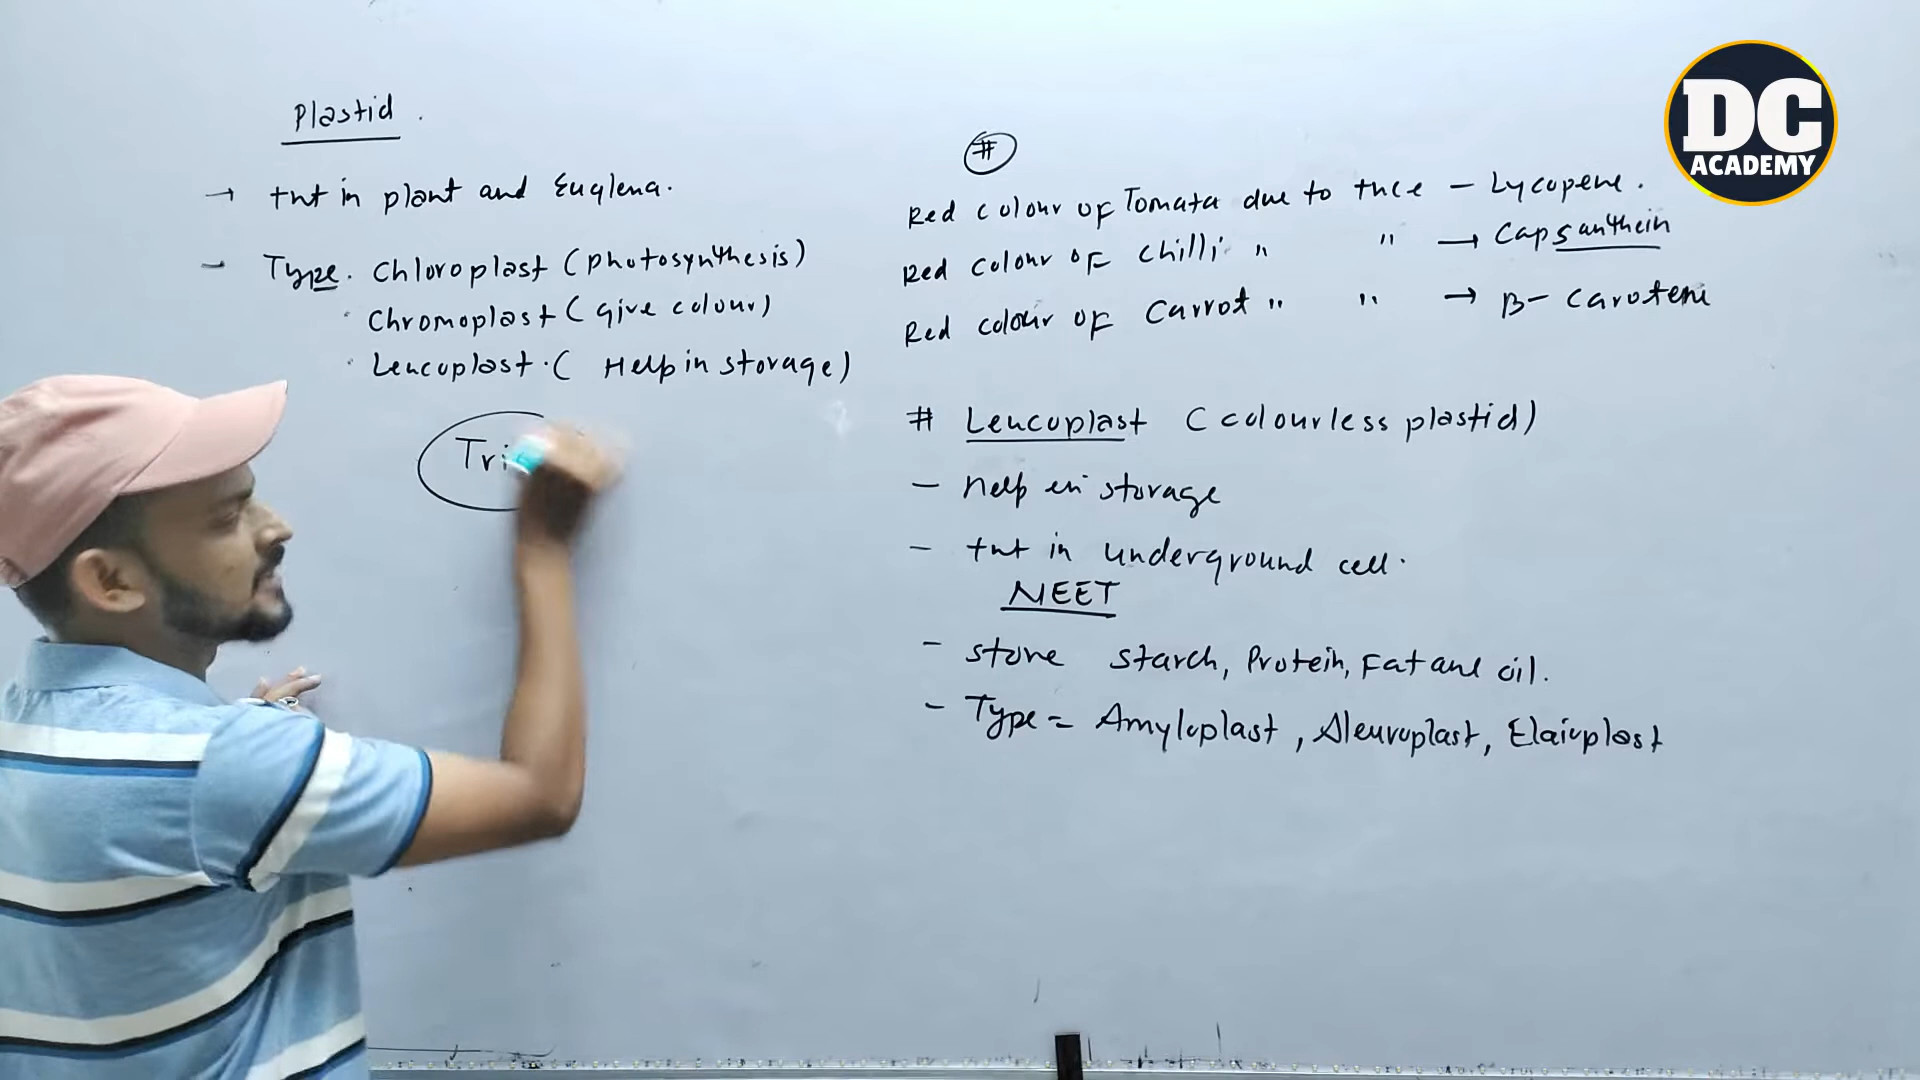 Plastid.
→ tnt in plant and Euglena.
- Type. Chloroplast (Photosynthesis)
· Chromoplast (give colour)
· Leucoplast. ( Help in storage)
Tri
#
Red colour of Tomata due to tnce - Lycopene.
Red colour of chilli " " → Capsanthein
Red colour of Carrot " " → B- Carotene
# Leucoplast (colourless plastid)
- Help in storage
- tnt in underground cell.
NEET
- store starch, Protein, Fat and oil.
- Type = Amyloplast, Aleuroplast, Elaioplast
DC
ACADEMY